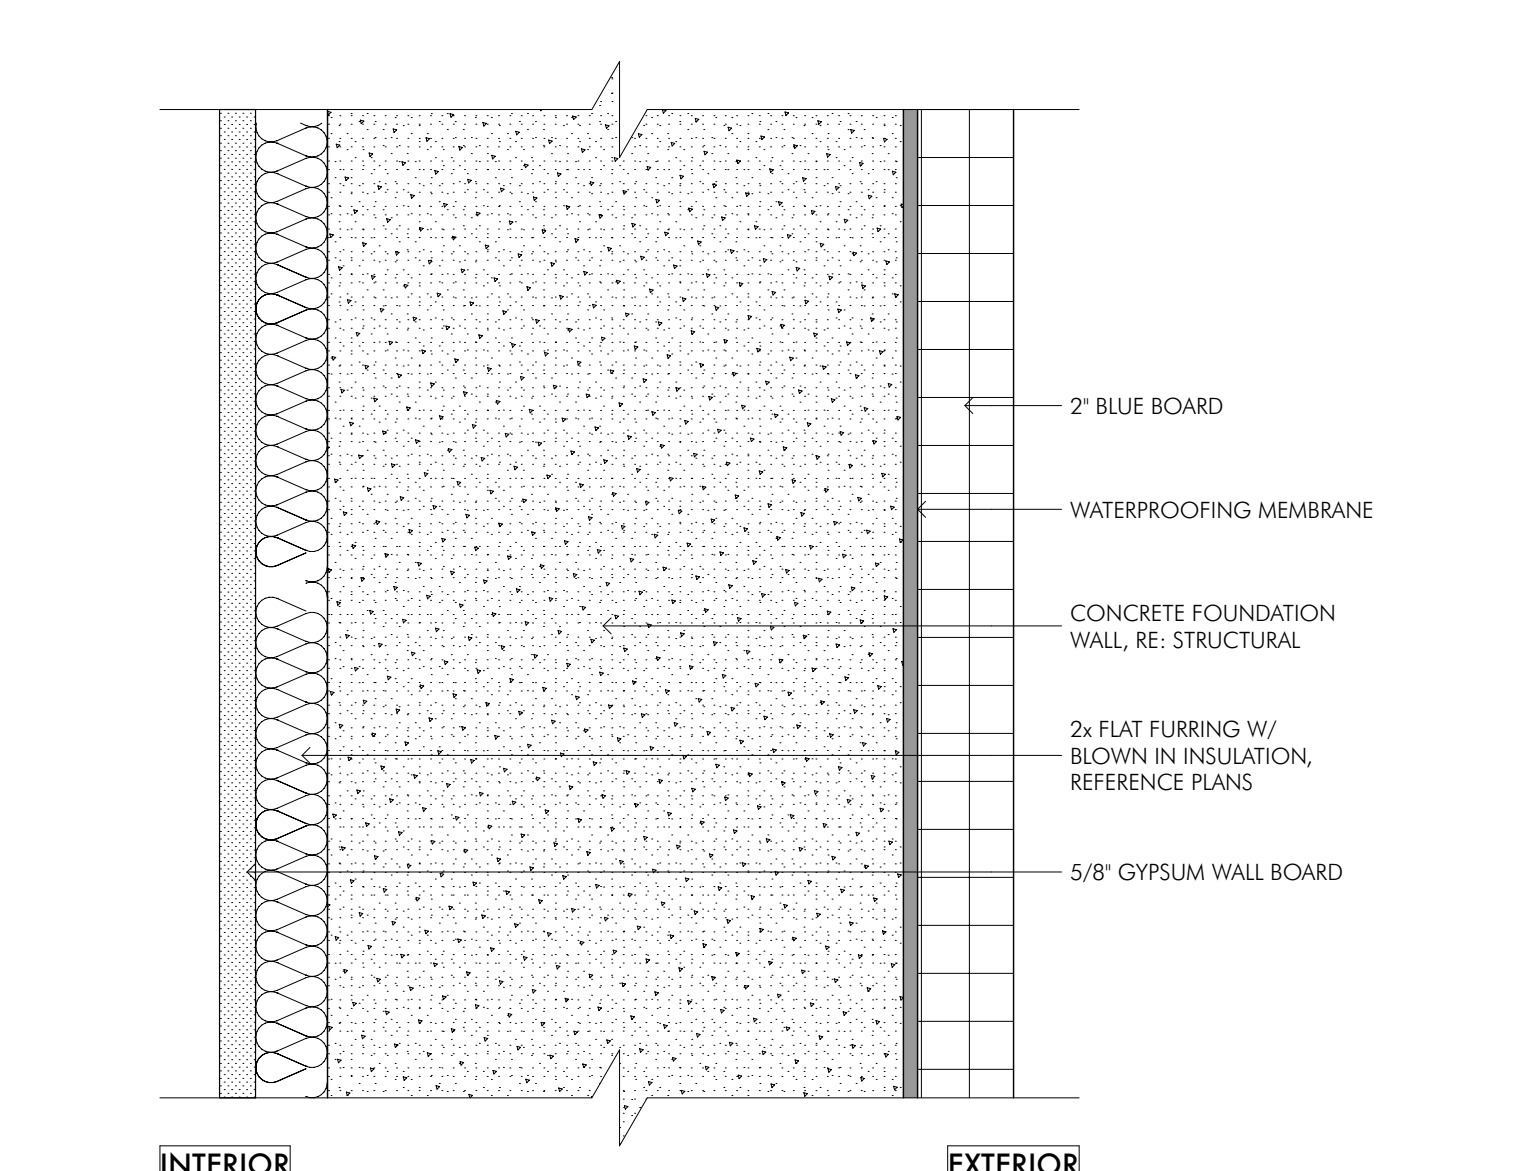 2" BLUE BOARD
WATERPROOFING MEMBRANE
CONCRETE FOUNDATION
WALL, RE: STRUCTURAL
2x FLAT FURRING W/
BLOWN IN INSULATION,
REFERENCE PLANS
5/8" GYPSUM WALL BOARD
INTERIOR
EXTERIOR